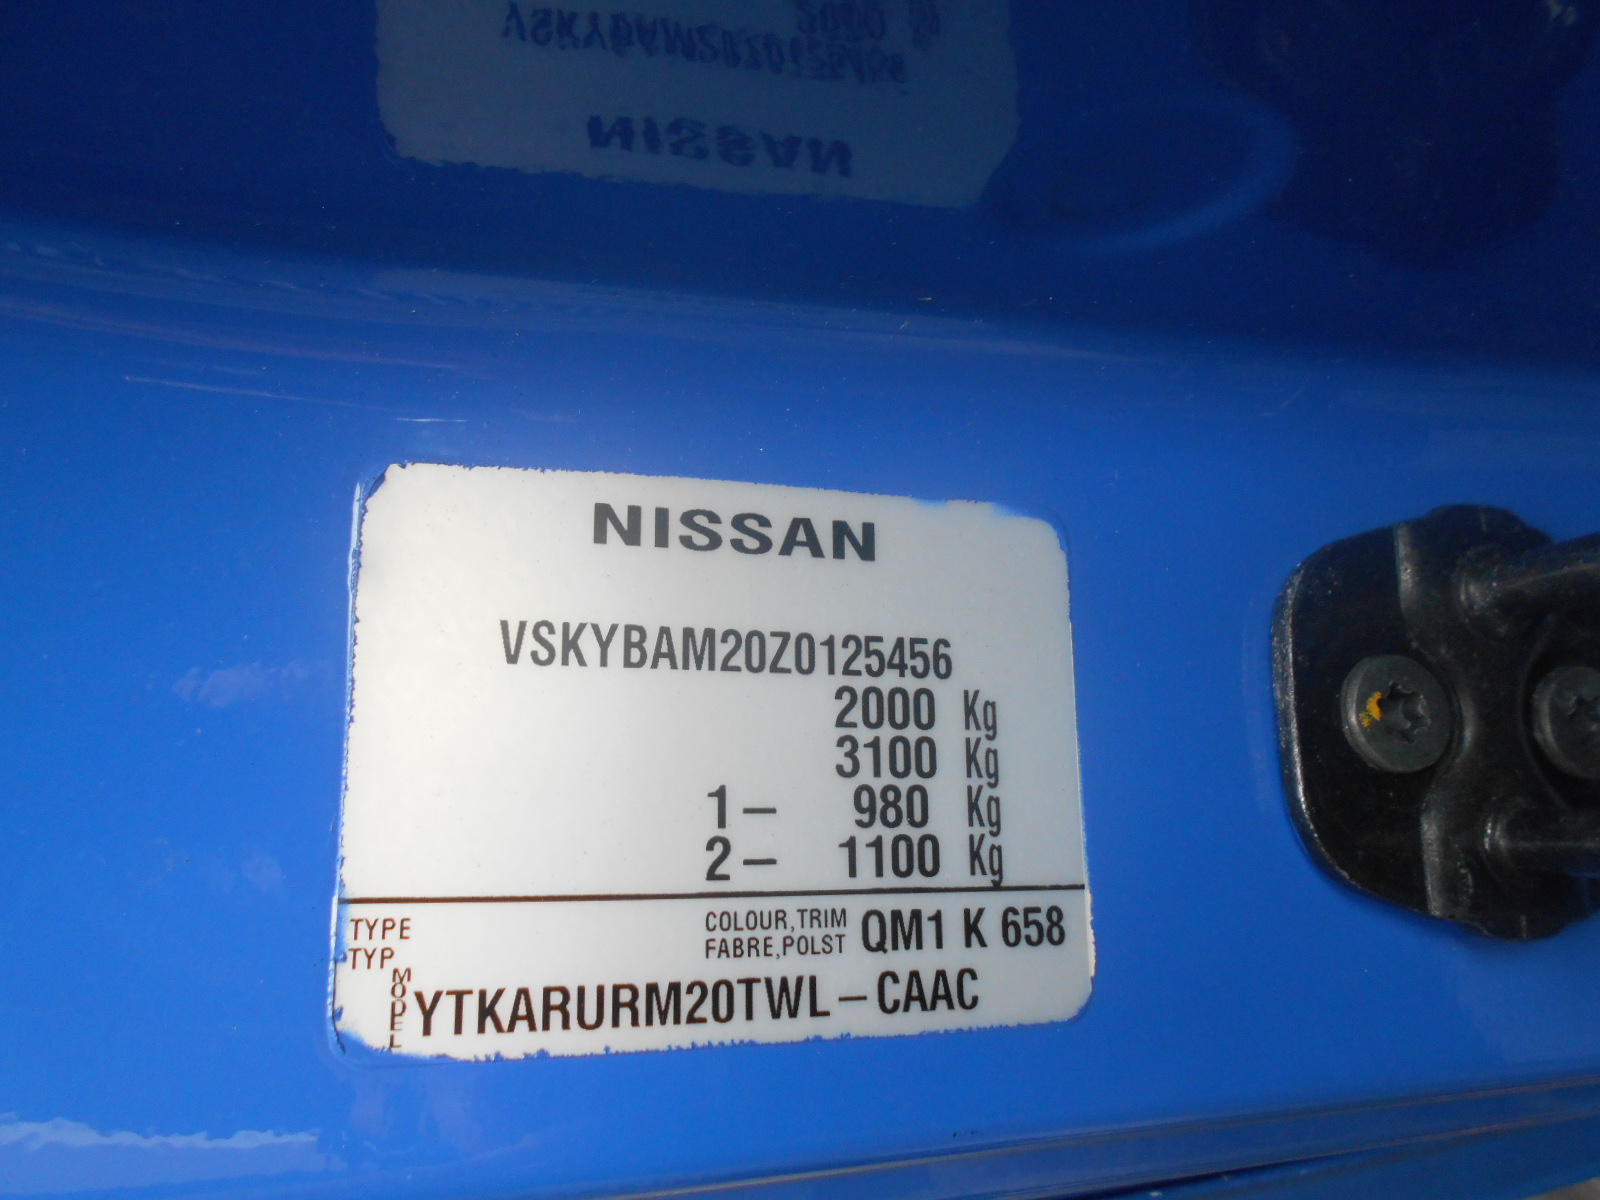 NISSAN
VSKYBAM20Z0125456
2000 Kg
3100 Kg
1– 980 Kg
2– 1100 Kg
TYPE
TYP
COLOUR,TRIM
FABRE,POLST
QM1 K 658
MODEL
YTKARURM20TWL–CAAC